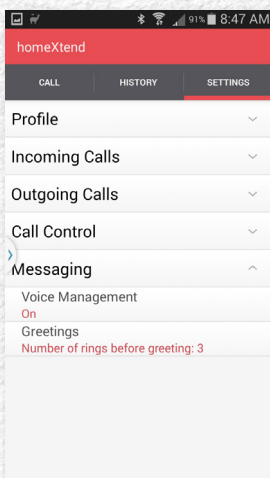 91% 8:47 AM
homeXtend
CALL HISTORY SETTINGS
Profile
Incoming Calls
Outgoing Calls
Call Control
Messaging
Voice Management
On
Greetings
Number of rings before greeting: 3